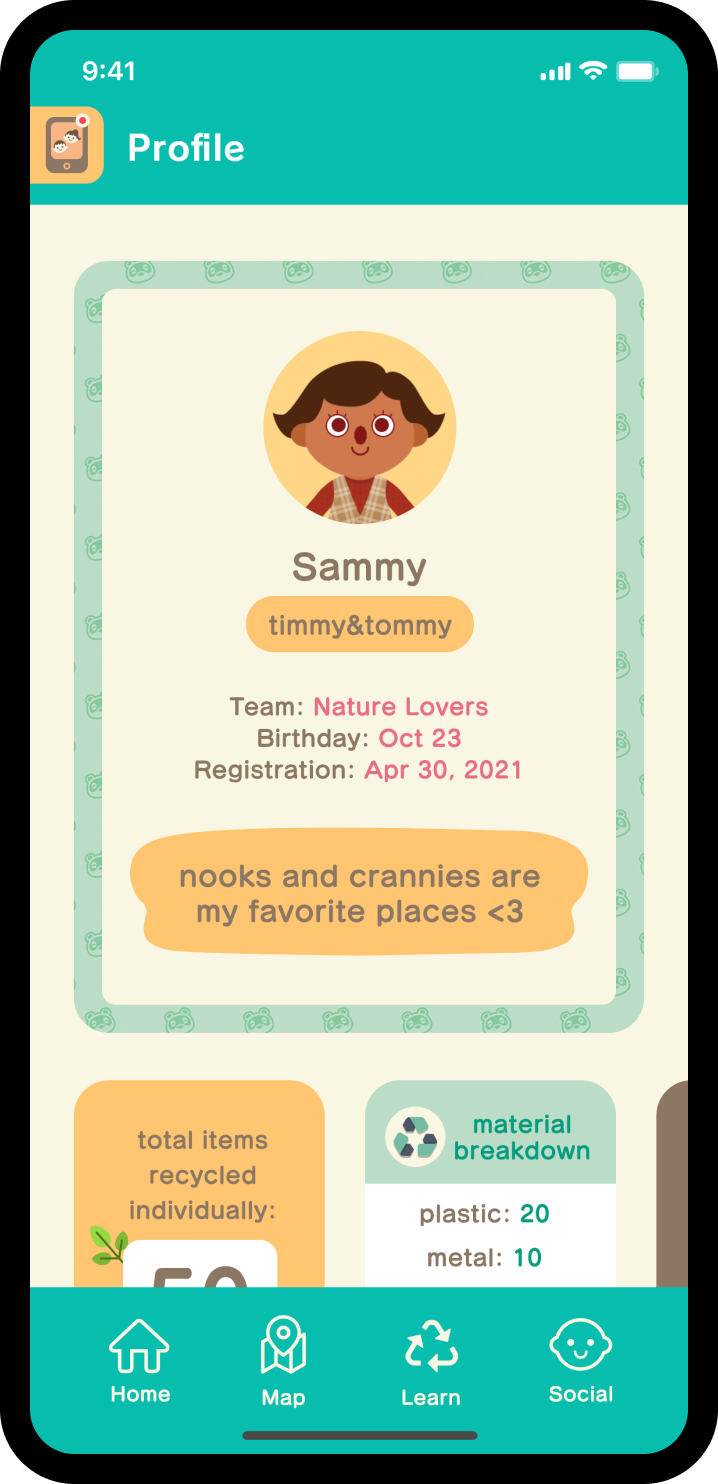 9:41
Profile
Sammy
timmy&tommy
Team: Nature Lovers
Birthday: Oct 23
Registration: Apr 30, 2021
nooks and crannies are
my favorite places <3
total items
recycled
individually:
material
breakdown
plastic: 20
metal: 10
Home
Map
Learn
Social